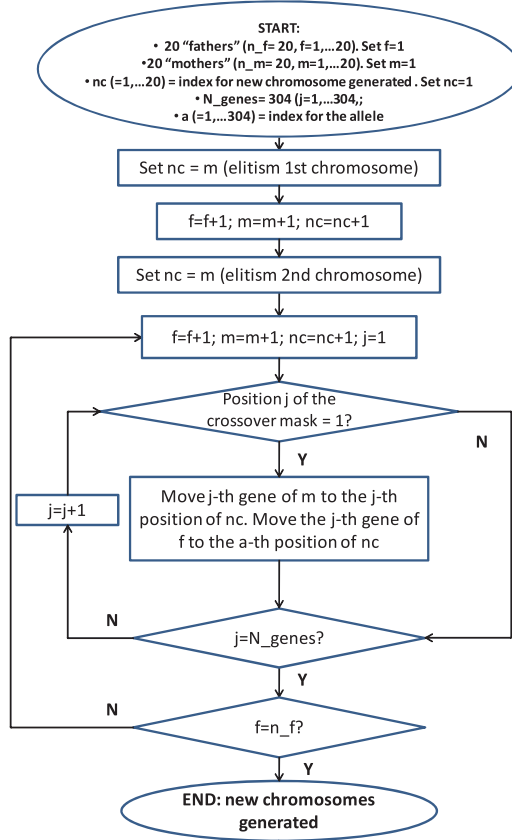 START:
• 20 “fathers” (n_f= 20, f=1,...20). Set f=1
•20 “mothers” (n_m= 20, m=1,...20). Set m=1
• nc (=1,...20) = index for new chromosome generated . Set nc=1
•N_genes= 304 (j=1,...304,;
• a (=1,...304) = index for the allele
Set nc = m (elitism 1st chromosome)
f=f+1; m=m+1; nc=nc+1
Set nc = m (elitism 2nd chromosome)
f=f+1; m=m+1; nc=nc+1; j=1
Position j of the
crossover mask = 1?
N
Y
Move j-th gene of m to the j-th
position of nc. Move the j-th gene of
f to the a-th position of nc
j=j+1
N
j=N_genes?
Y
N
f=n_f?
Y
END: new chromosomes
generated